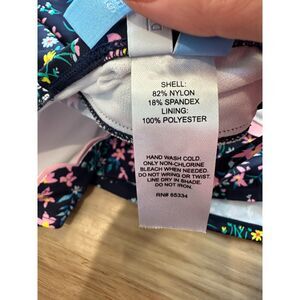 SHELL:
82% NYLON
18% SPANDEX
LINING:
100% POLYESTER
HAND WASH COLD.
ONLY NON-CHLORINE
BLEACH WHEN NEEDED.
DO NOT WRING OR TWIST.
LINE DRY IN SHADE.
DO NOT IRON.
RN# 65334